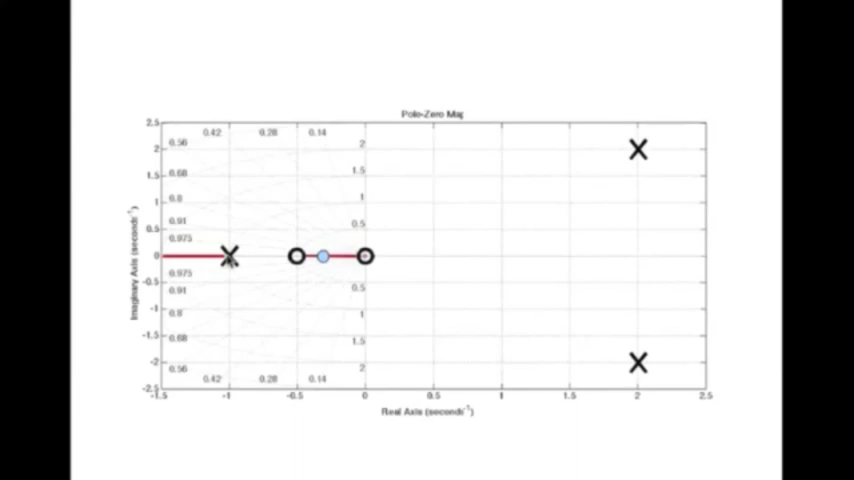 Pole-Zero Map
2.5
0.42 0.28 0.14
0.56 2
2
1.5 0.68 1.5
1 0.8 1
0.5 0.91 0.5
0.975
0
0.975
-0.5 0.91 0.5
-1 0.8 1
-1.5 0.68 1.5
-2 0.56 2
0.42 0.28 0.14
-2.5
-1.5 -1 -0.5 0 0.5 1 1.5 2 2.5
Real Axis (seconds⁻¹)
Imaginary Axis (seconds⁻¹)